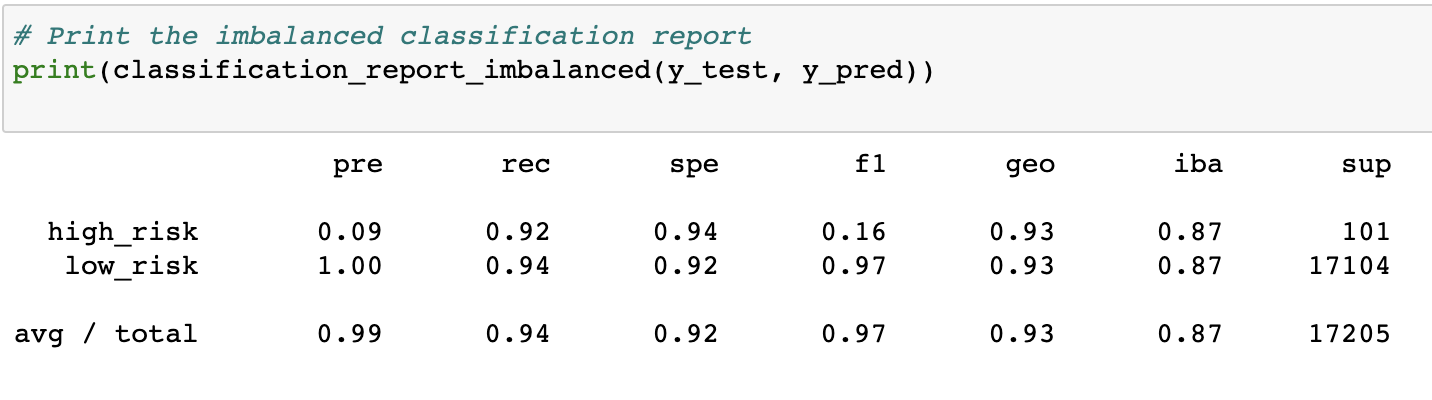 # Print the imbalanced classification report
print(classification_report_imbalanced(y_test, y_pred))
pre rec spe f1 geo iba sup
high_risk 0.09 0.92 0.94 0.16 0.93 0.87 101
low_risk 1.00 0.94 0.92 0.97 0.93 0.87 17104
avg / total 0.99 0.94 0.92 0.97 0.93 0.87 17205